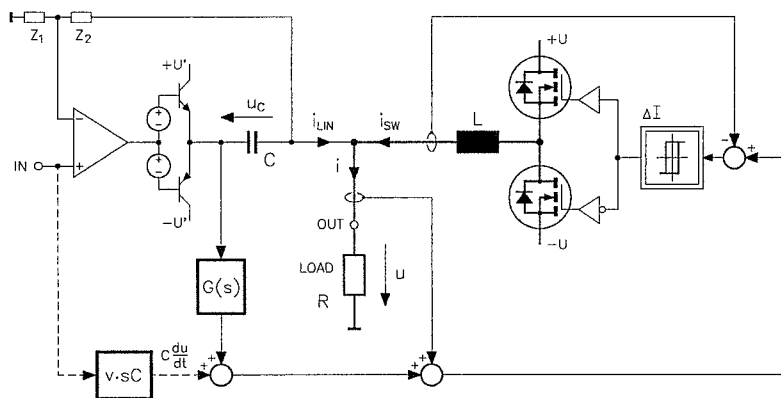 Z1 Z2
+U'
uC
iLIN
iSW
L
+U
ΔI
-
+
-
+
IN
C
i
-U'
OUT
-U
LOAD
R
u
G(s)
v·sC
C du/dt
+
+
+
+